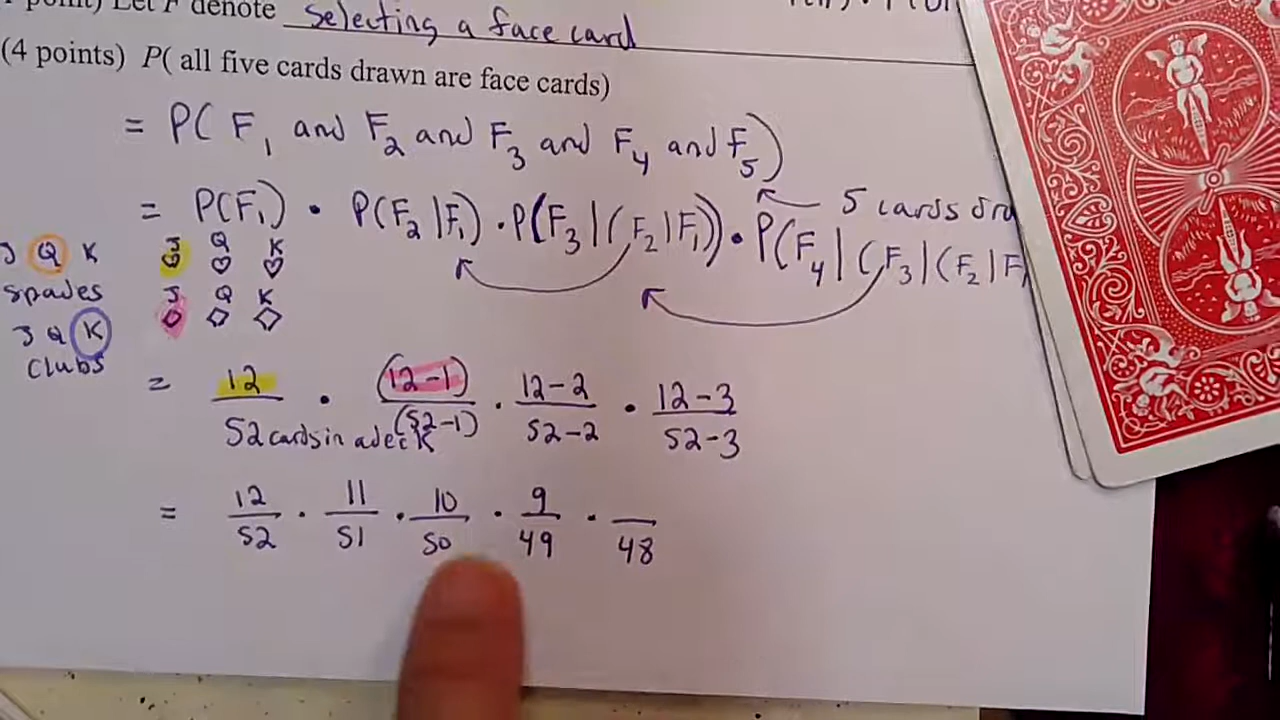 Let F denote selecting a face card
(4 points) P( all five cards drawn are face cards)
= P( F1 and F2 and F3 and F4 and F5)
= P(F1) · P(F2|F1) · P(F3|(F2|F1)) · P(F4|(F3|(F2|F
5 cards
J Q K
spades
J Q K
clubs
J Q K
♡ ♡ ♡
J Q K
◇ ◇ ◇
= 12/52 cards in a deck · (12-1)/(52-1) · 12-2/52-2 · 12-3/52-3
= 12/52 · 11/51 · 10/50 · 9/49 · /48